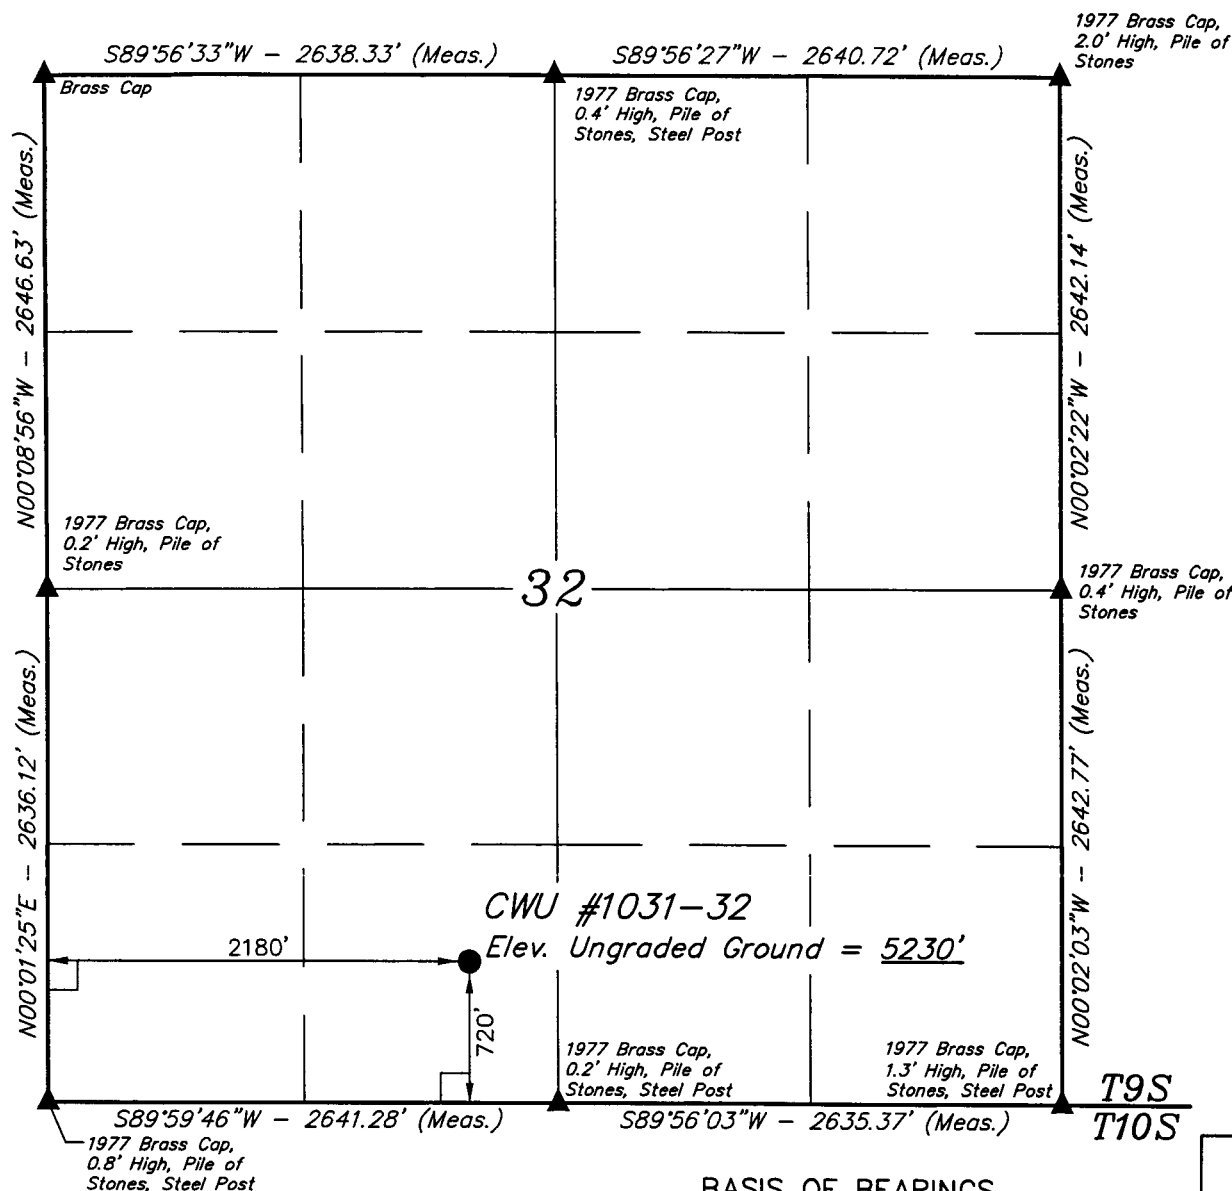 1977 Brass Cap,
2.0' High, Pile of
Stones
S89°56'33"W - 2638.33' (Meas.)
S89°56'27"W - 2640.72' (Meas.)
Brass Cap
1977 Brass Cap,
0.4' High, Pile of
Stones, Steel Post
N00°08'56"W - 2646.63' (Meas.)
N00°02'22"W - 2642.14' (Meas.)
1977 Brass Cap,
0.2' High, Pile of
Stones
32
1977 Brass Cap,
0.4' High, Pile of
Stones
N00°01'25"E - 2636.12' (Meas.)
N00°02'03"W - 2642.77' (Meas.)
CWU #1031-32
Elev. Ungraded Ground = 5230'
2180'
720'
1977 Brass Cap,
0.2' High, Pile of
Stones, Steel Post
1977 Brass Cap,
1.3' High, Pile of
Stones, Steel Post
T9S
T10S
S89°59'46"W - 2641.28' (Meas.)
S89°56'03"W - 2635.37' (Meas.)
1977 Brass Cap,
0.8' High, Pile of
Stones, Steel Post
BASIS OF BEARINGS